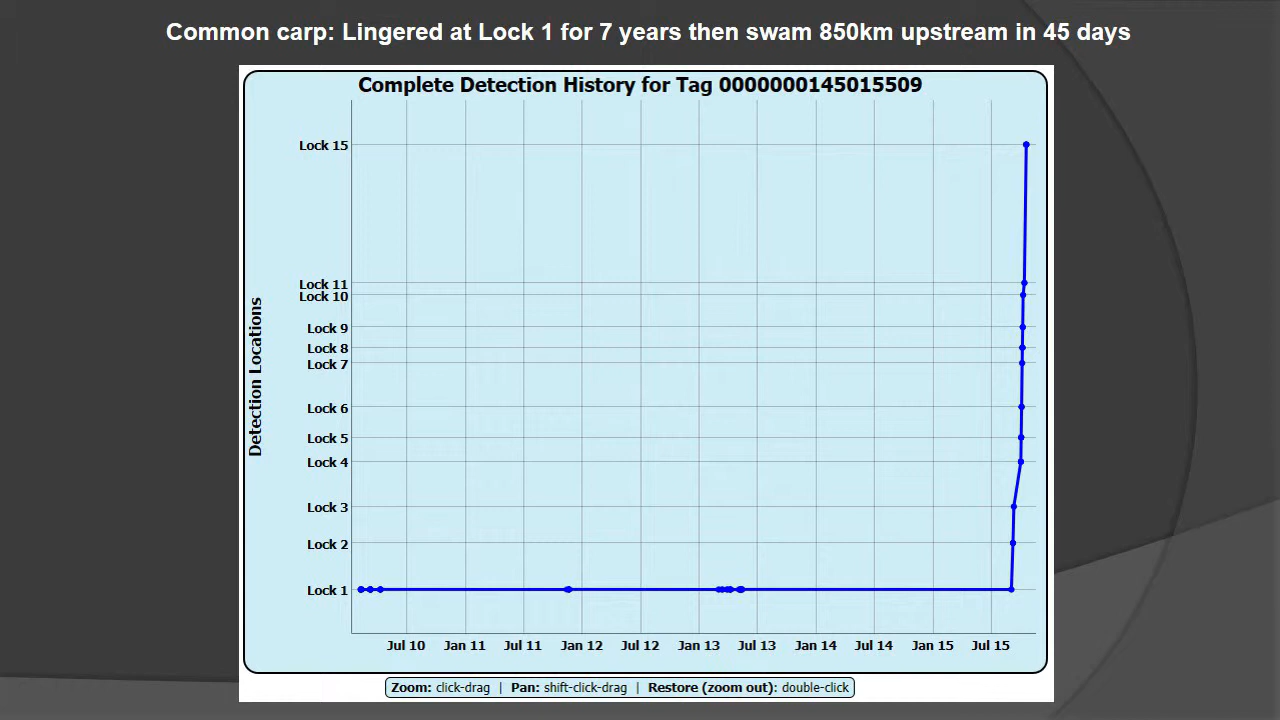 Common carp: Lingered at Lock 1 for 7 years then swam 850km upstream in 45 days
Complete Detection History for Tag 0000000145015509
Detection Locations
Lock 15
Lock 11
Lock 10
Lock 9
Lock 8
Lock 7
Lock 6
Lock 5
Lock 4
Lock 3
Lock 2
Lock 1
Jul 10 Jan 11 Jul 11 Jan 12 Jul 12 Jan 13 Jul 13 Jan 14 Jul 14 Jan 15 Jul 15
Zoom: click-drag | Pan: shift-click-drag | Restore (zoom out): double-click